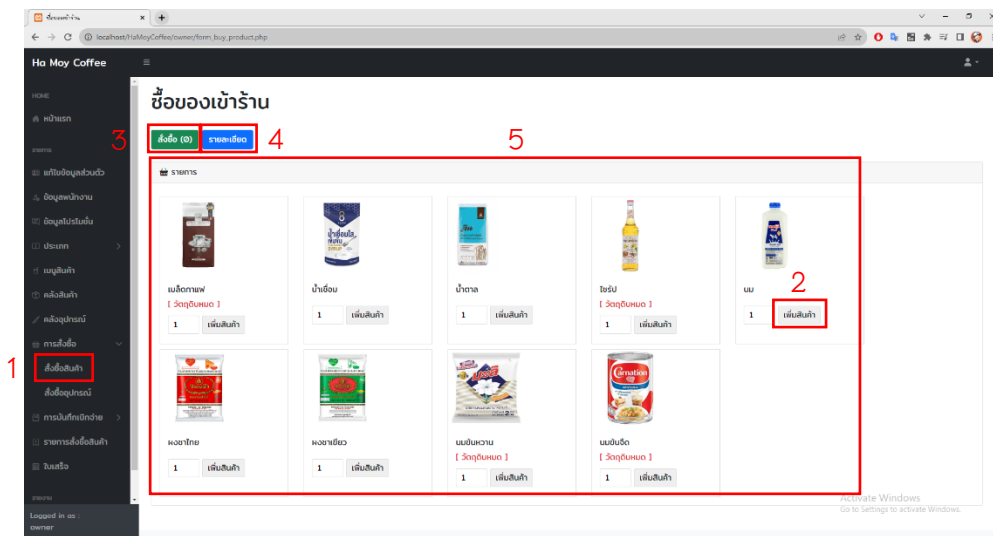 ซื้อของเข้าร้าน
localhost/HaMoyCoffee/owner/form_buy_product.php
Ha Moy Coffee
HOME
หน้าแรก
รายการ
แก้ไขข้อมูลส่วนตัว
ข้อมูลพนักงาน
ข้อมูลโปรโมชั่น
ประเภท
เมนูสินค้า
คลังสินค้า
คลังอุปกรณ์
การสั่งซื้อ
1
สั่งซื้อสินค้า
สั่งซื้ออุปกรณ์
การบันทึกเบิกจ่าย
รายการสั่งซื้อสินค้า
ใบเสร็จ
รายงาน
Logged in as :
owner
ซื้อของเข้าร้าน
3 สั่งซื้อ (0) รายละเอียด 4 5
รายการ
เมล็ดกาแฟ
[ วัตถุดิบหมด ]
1 เพิ่มสินค้า
น้ำเชื่อม
1 เพิ่มสินค้า
น้ำตาล
1 เพิ่มสินค้า
ไซรัป
[ วัตถุดิบหมด ]
1 เพิ่มสินค้า
นม
2
1 เพิ่มสินค้า
ผงชาไทย
1 เพิ่มสินค้า
ผงชาเขียว
1 เพิ่มสินค้า
นมข้นหวาน
[ วัตถุดิบหมด ]
1 เพิ่มสินค้า
Carnation
นมข้นจืด
[ วัตถุดิบหมด ]
1 เพิ่มสินค้า
Activate Windows
Go to Settings to activate Windows.